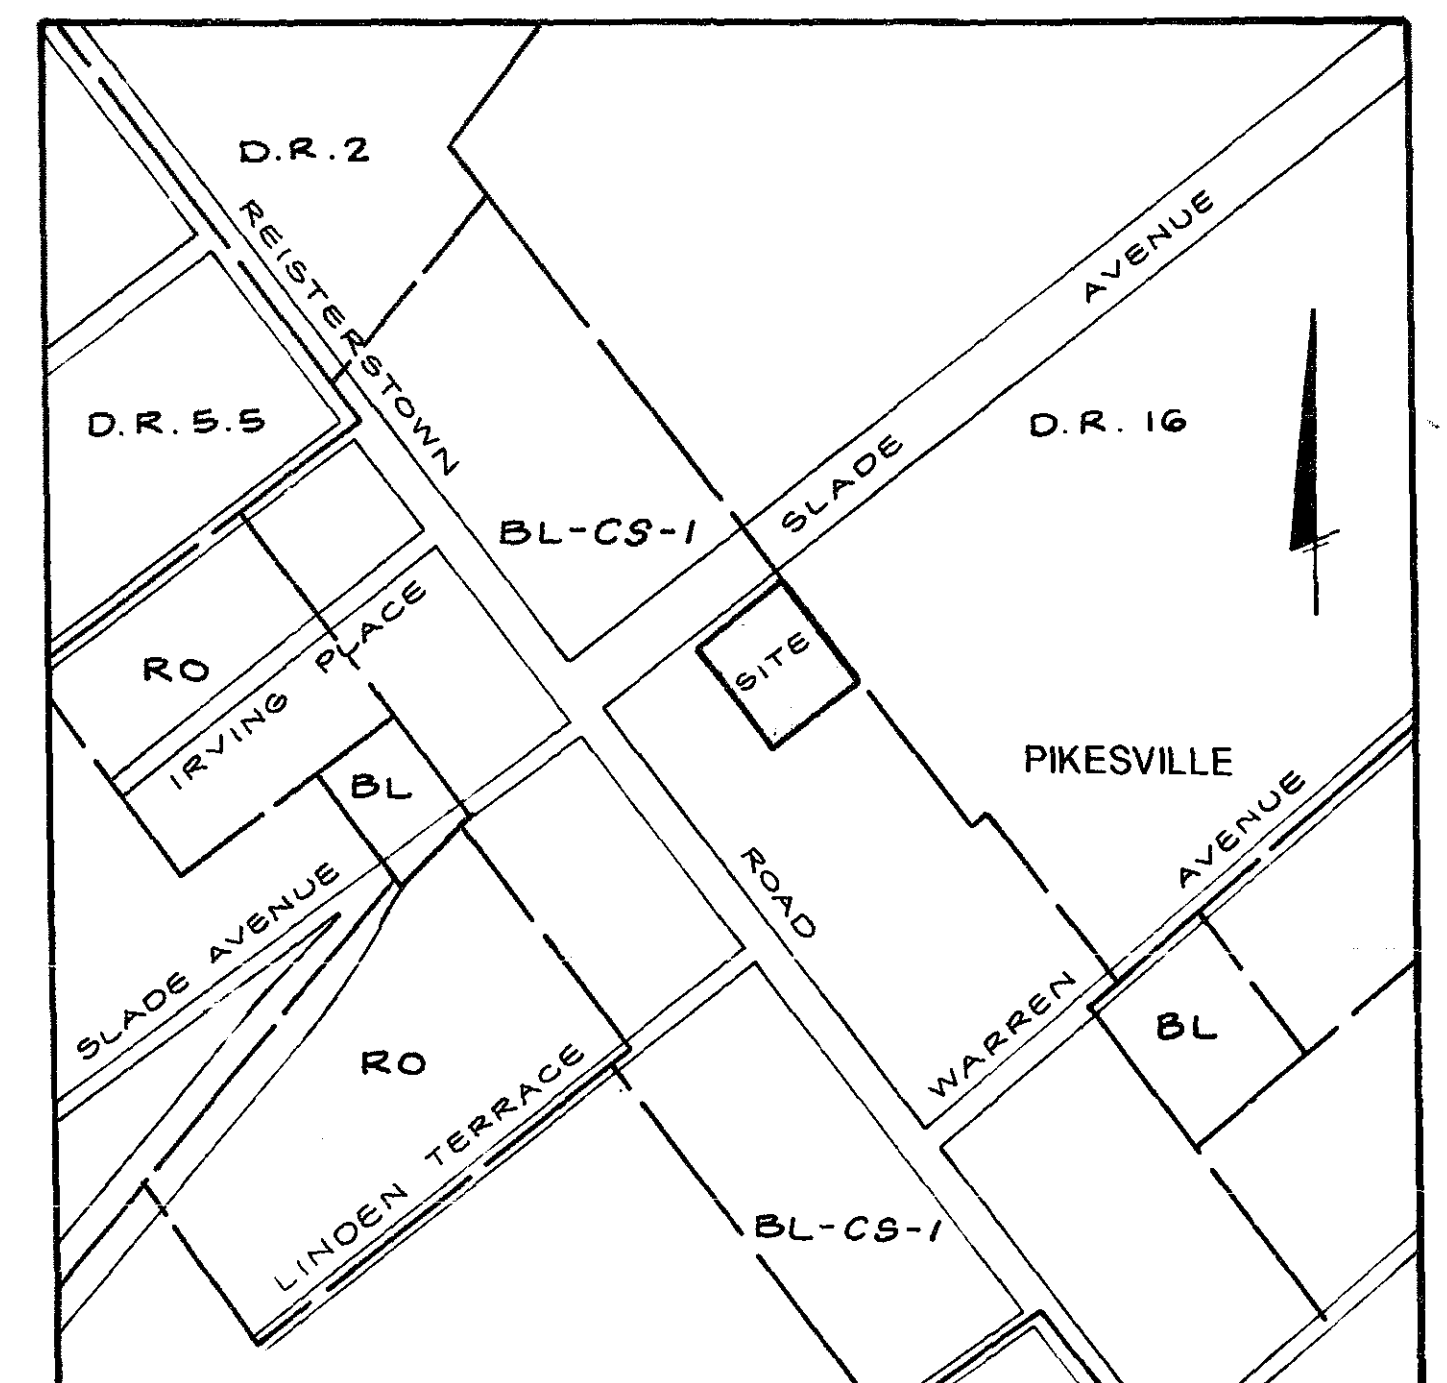 D.R.2
REISTERSTOWN
AVENUE
D.R.5.5
D.R. 16
SLADE
BL-CS-1
PLACE
RO
SITE
IRVING
PIKESVILLE
BL
AVENUE
ROAD
SLADE AVENUE
WARREN
BL
RO
LINDEN TERRACE
BL-CS-1